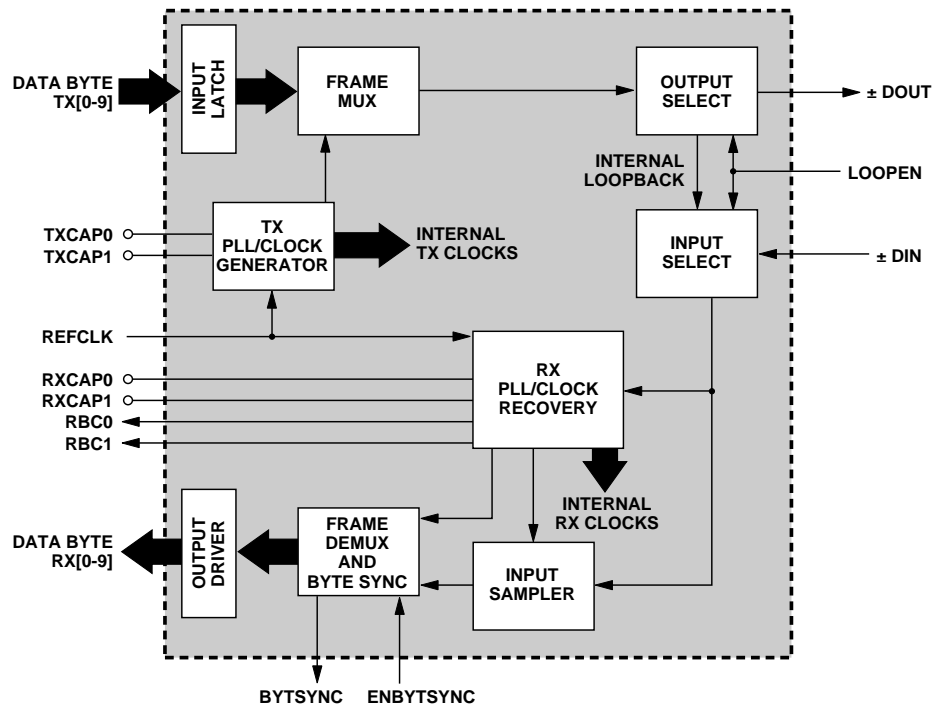 DATA BYTE
TX[0-9]
INPUT
LATCH
FRAME
MUX
OUTPUT
SELECT
± DOUT
INTERNAL
LOOPBACK
LOOPEN
TXCAP0
TXCAP1
TX
PLL/CLOCK
GENERATOR
INTERNAL
TX CLOCKS
INPUT
SELECT
± DIN
REFCLK
RXCAP0
RXCAP1
RBC0
RBC1
RX
PLL/CLOCK
RECOVERY
INTERNAL
RX CLOCKS
DATA BYTE
RX[0-9]
OUTPUT
DRIVER
FRAME
DEMUX
AND
BYTE SYNC
INPUT
SAMPLER
BYTSYNC
ENBYTSYNC